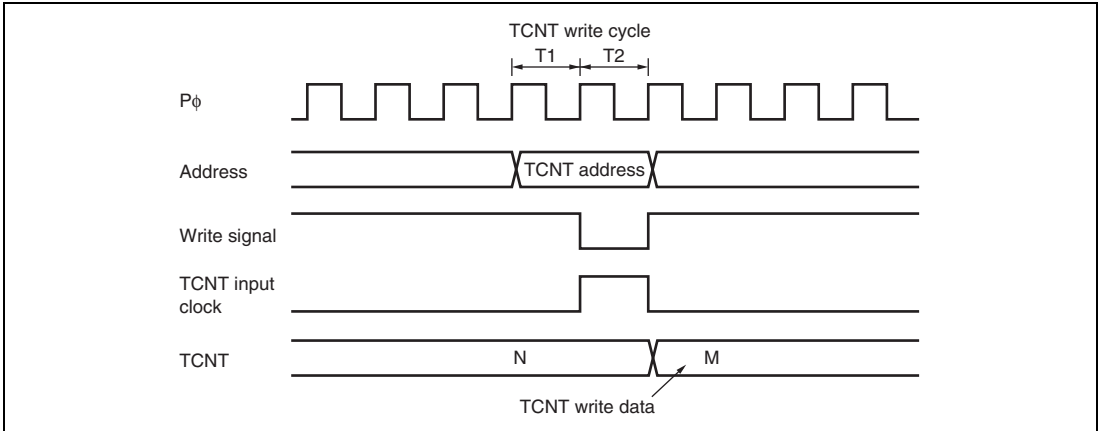 TCNT write cycle
T1 T2
Pϕ
Address
TCNT address
Write signal
TCNT input
clock
TCNT
N
M
TCNT write data